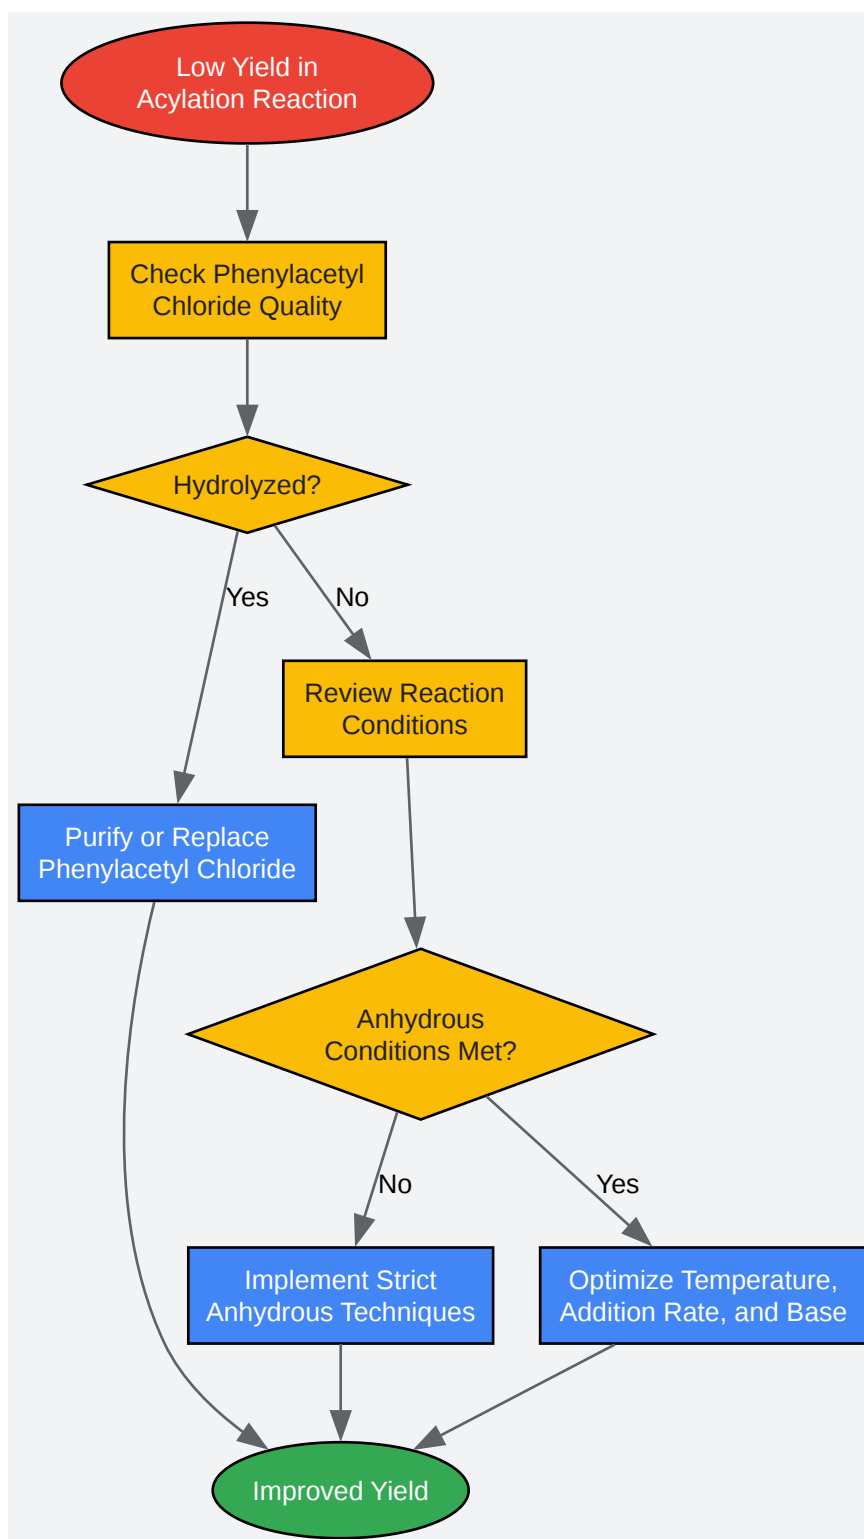 Low Yield in
Acylation Reaction
Check Phenylacetyl
Chloride Quality
Hydrolyzed?
Yes
No
Review Reaction
Conditions
Purify or Replace
Phenylacetyl Chloride
Anhydrous
Conditions Met?
No
Yes
Implement Strict
Anhydrous Techniques
Optimize Temperature,
Addition Rate, and Base
Improved Yield